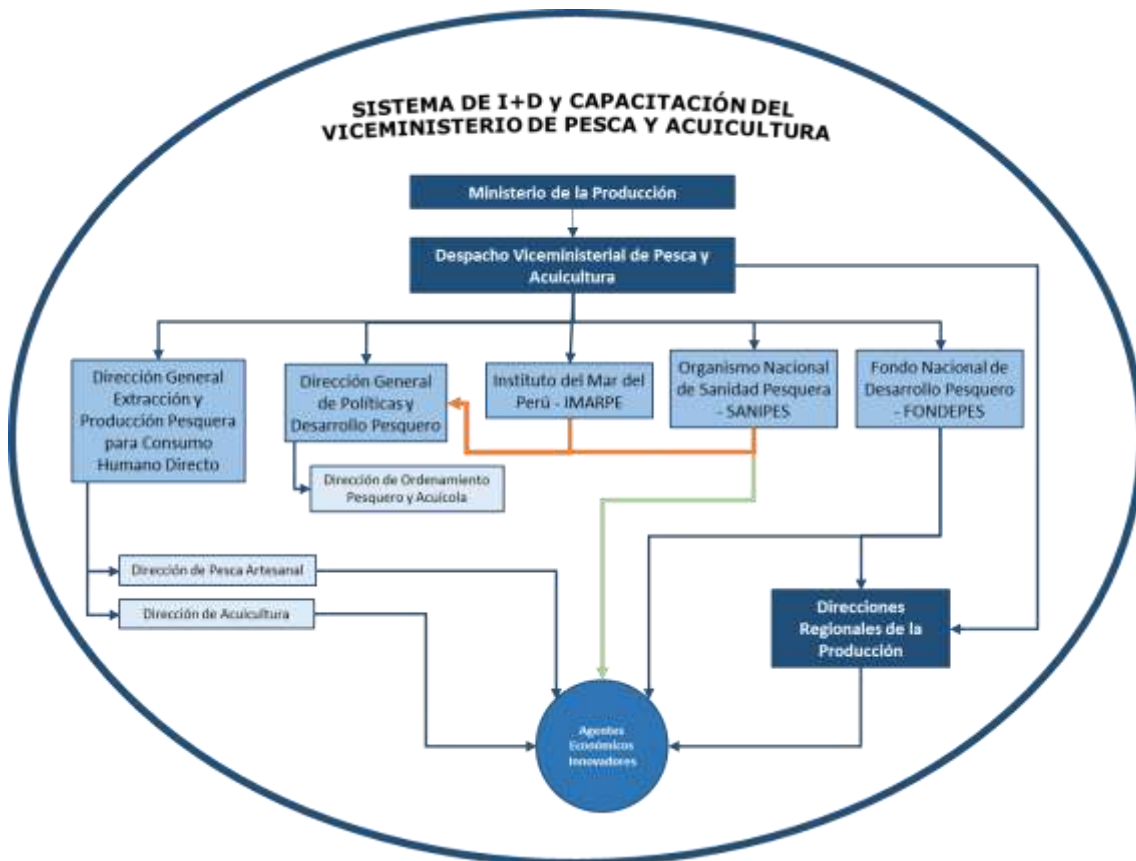 SISTEMA DE I+D y CAPACITACIÓN DEL
VICEMINISTERIO DE PESCA Y ACUICULTURA
Ministerio de la Producción
Despacho Viceministerial de Pesca y
Acuicultura
Dirección General
Extracción y
Producción Pesquera
para Consumo
Humano Directo
Dirección General
de Políticas y
Desarrollo Pesquero
Instituto del Mar del
Perú - IMARPE
Organismo Nacional
de Sanidad Pesquera
- SANIPES
Fondo Nacional de
Desarrollo Pesquero
- FONDEPES
Dirección de Ordenamiento
Pesquero y Acuícola
Dirección de Pesca Artesanal
Dirección de Acuicultura
Direcciones
Regionales de la
Producción
Agentes
Económicos
Innovadores